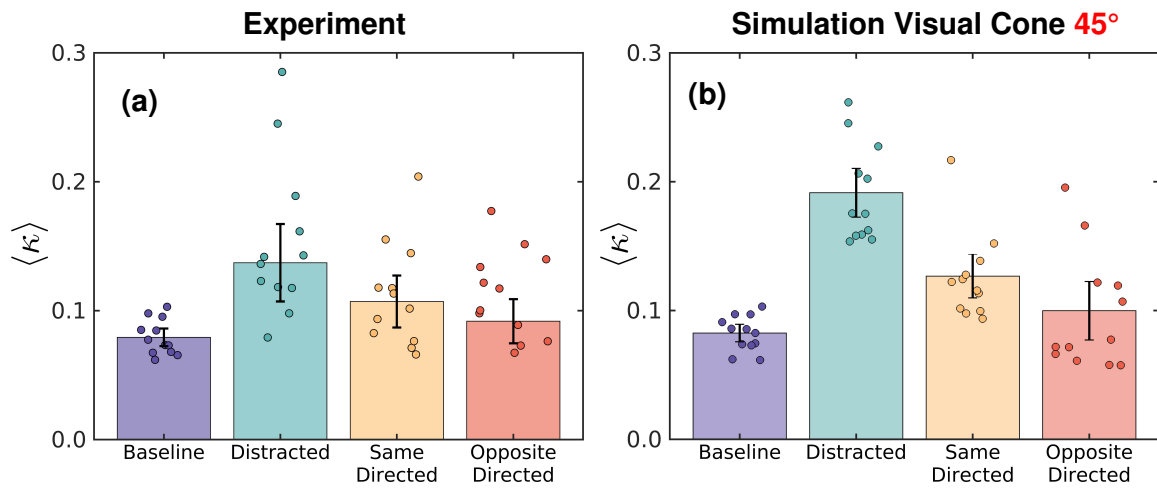 Experiment
Simulation Visual Cone 45°
(a)
0.3
0.2
0.1
0.0
⟨κ⟩
Baseline
Distracted
Same
Directed
Opposite
Directed
(b)
0.3
0.2
0.1
0.0
⟨κ⟩
Baseline
Distracted
Same
Directed
Opposite
Directed